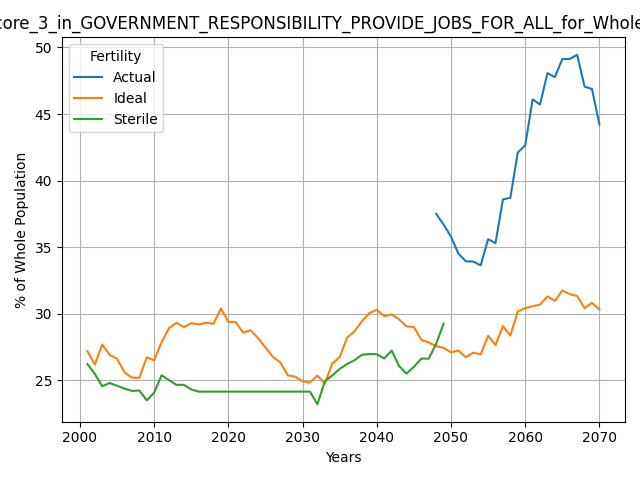 core_3_in_GOVERNMENT_RESPONSIBILITY_PROVIDE_JOBS_FOR_ALL_for_Whole
Fertility
Actual
Ideal
Sterile
% of Whole Population
50
45
40
35
30
25
2000 2010 2020 2030 2040 2050 2060 2070
Years